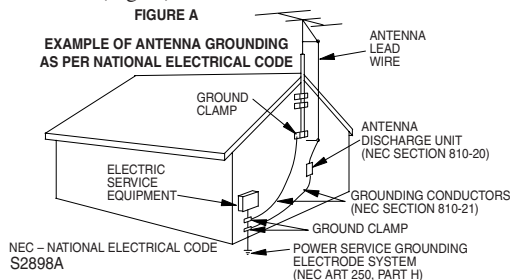 FIGURE A
EXAMPLE OF ANTENNA GROUNDING
AS PER NATIONAL ELECTRICAL CODE
ANTENNA
LEAD
WIRE
GROUND
CLAMP
ANTENNA
DISCHARGE UNIT
(NEC SECTION 810-20)
ELECTRIC
SERVICE
EQUIPMENT
GROUNDING CONDUCTORS
(NEC SECTION 810-21)
GROUND CLAMP
POWER SERVICE GROUNDING
ELECTRODE SYSTEM
(NEC ART 250, PART H)
NEC – NATIONAL ELECTRICAL CODE
S2898A